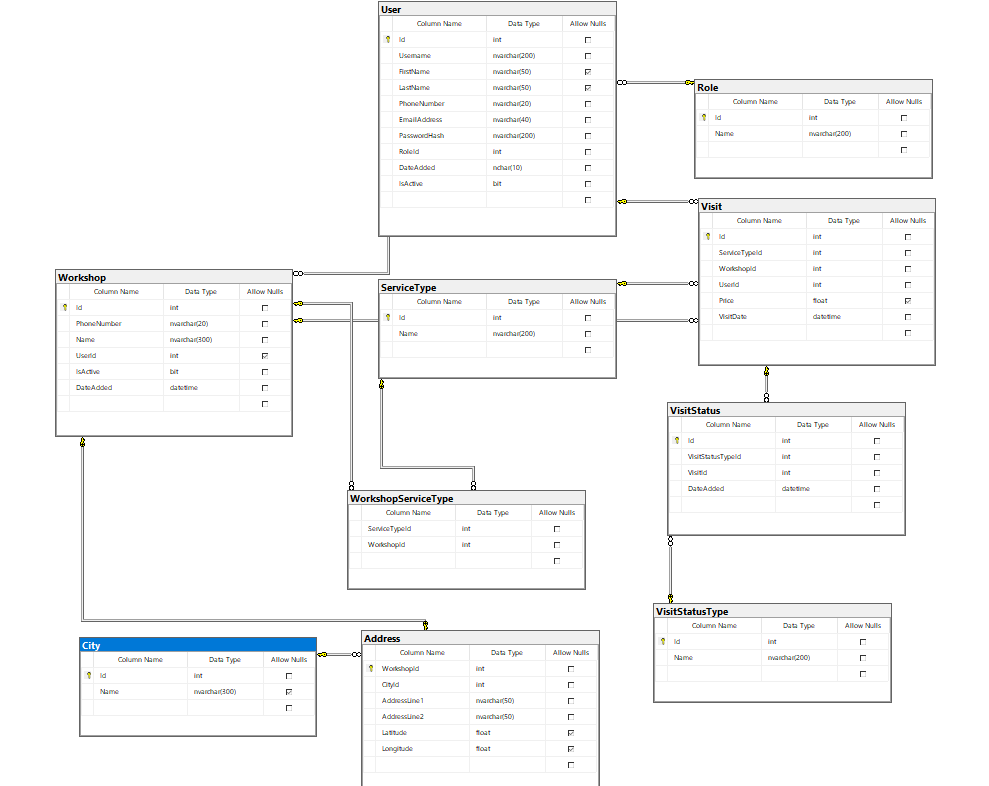 User
Column Name Data Type Allow Nulls
Id int
Username nvarchar(200)
FirstName nvarchar(50)
LastName nvarchar(50)
PhoneNumber nvarchar(20)
EmailAddress nvarchar(40)
PasswordHash nvarchar(200)
RoleId int
DateAdded nchar(10)
IsActive bit
Role
Column Name Data Type Allow Nulls
Id int
Name nvarchar(200)
Visit
Column Name Data Type Allow Nulls
Id int
ServiceTypeId int
WorkshopId int
UserId int
Price float
VisitDate datetime
Workshop
Column Name Data Type Allow Nulls
Id int
PhoneNumber nvarchar(20)
Name nvarchar(300)
UserId int
IsActive bit
DateAdded datetime
ServiceType
Column Name Data Type Allow Nulls
Id int
Name nvarchar(200)
VisitStatus
Column Name Data Type Allow Nulls
Id int
VisitStatusTypeId int
VisitId int
DateAdded datetime
WorkshopServiceType
Column Name Data Type Allow Nulls
ServiceTypeId int
WorkshopId int
VisitStatusType
Column Name Data Type Allow Nulls
Id int
Name nvarchar(200)
City
Column Name Data Type Allow Nulls
Id int
Name nvarchar(300)
Address
Column Name Data Type Allow Nulls
WorkshopId int
CityId int
AddressLine1 nvarchar(50)
AddressLine2 nvarchar(50)
Latitude float
Longitude float